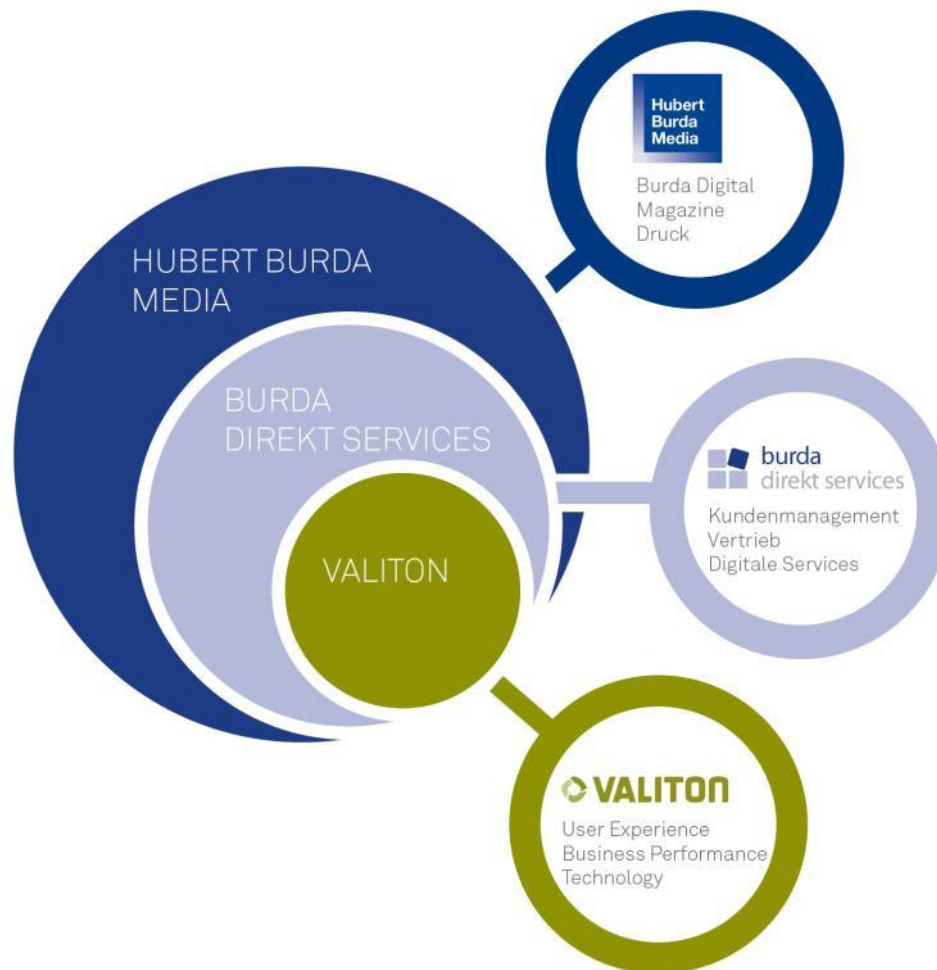 Hubert
Burda
Media
Burda Digital
Magazine
Druck
HUBERT BURDA
MEDIA
BURDA
DIREKT SERVICES
burda
direkt services
Kundenmanagement
Vertrieb
Digitale Services
VALITON
VALITON
User Experience
Business Performance
Technology